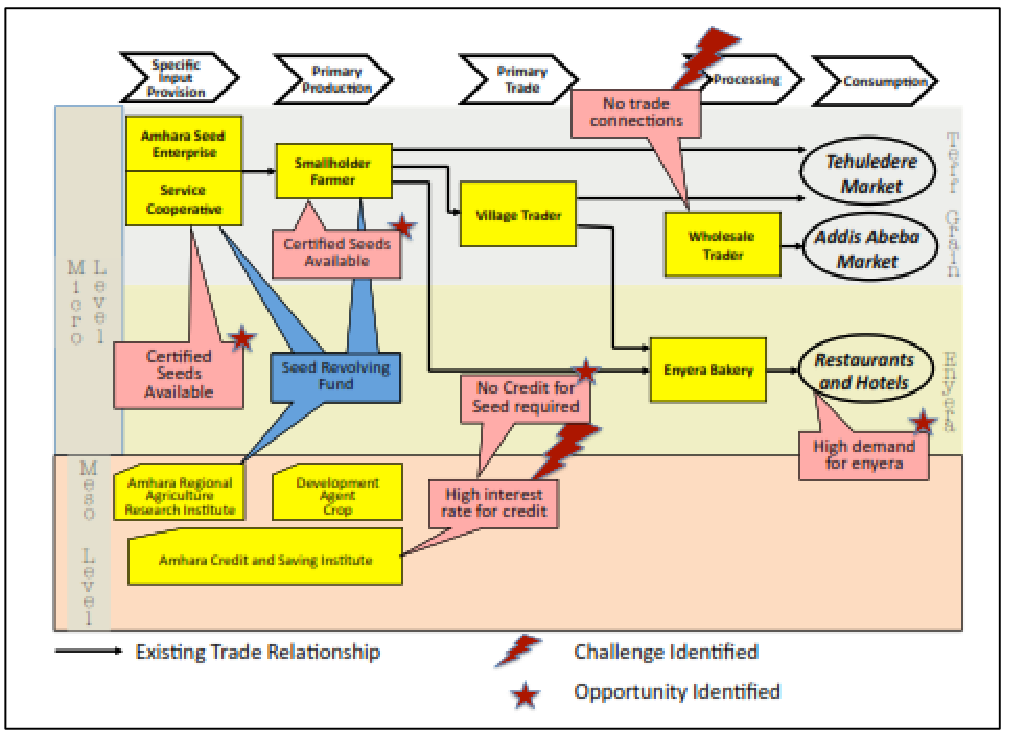 Specific
Input
Provision
Primary
Production
Primary
Trade
Processing
Consumption
No trade
connections
Amhara Seed
Enterprise
Service
Cooperative
Smallholder
Farmer
Village Trader
Wholesale
Trader
Tehuledere
Market
Addis Abeba
Market
Teff Grain
Certified Seeds
Available
Micro
Level
Certified
Seeds
Available
Seed Revolving
Fund
No Credit for
Seed required
Enyera Bakery
Restaurants
and Hotels
Enyera
High demand
for enyera
Meso Level
Amhara Regional
Agriculture
Research Institute
Development
Agent
Crop
High interest
rate for credit
Amhara Credit and Saving Institute
Existing Trade Relationship
Challenge Identified
Opportunity Identified